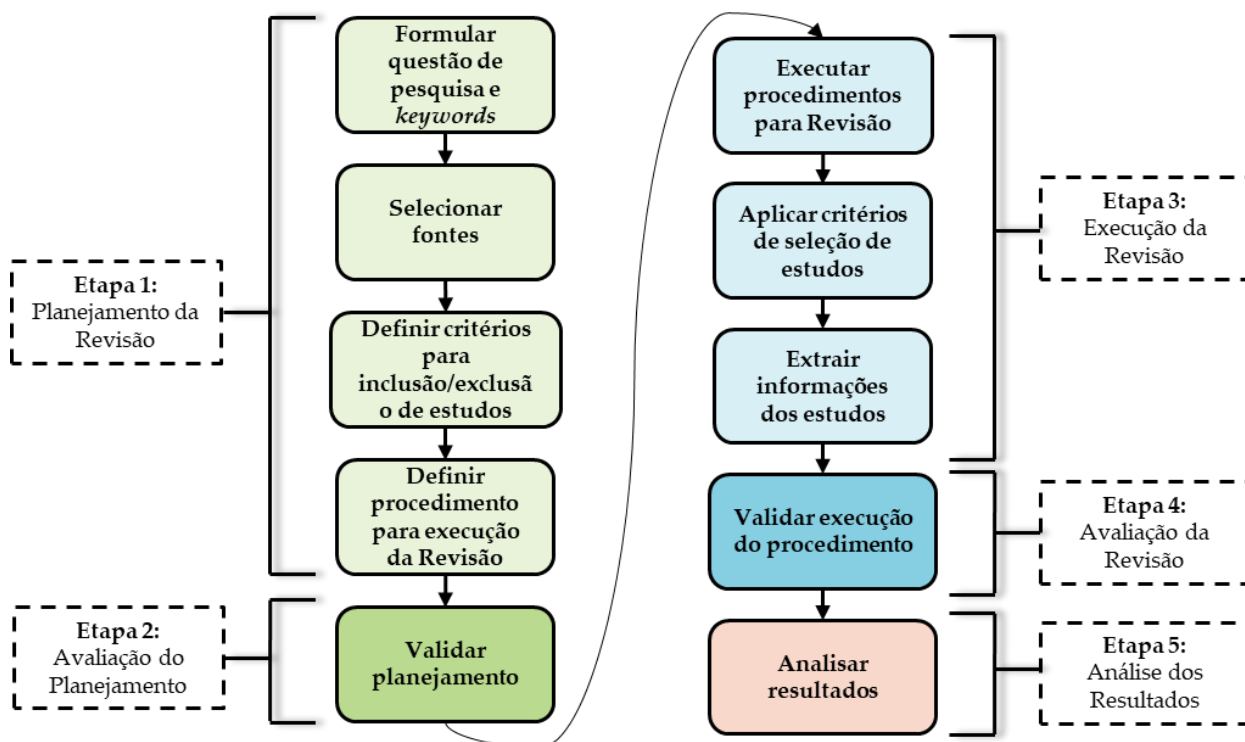 Formular
questão de
pesquisa e
keywords
Selecionar
fontes
Definir critérios
para
inclusão/exclusã
o de estudos
Definir
procedimento
para execução
da Revisão
Validar
planejamento
Etapa 1:
Planejamento da
Revisão
Etapa 2:
Avaliação do
Planejamento
Executar
procedimentos
para Revisão
Aplicar critérios
de seleção de
estudos
Extrair
informações
dos estudos
Validar execução
do procedimento
Analisar
resultados
Etapa 3:
Execução da
Revisão
Etapa 4:
Avaliação da
Revisão
Etapa 5:
Análise dos
Resultados